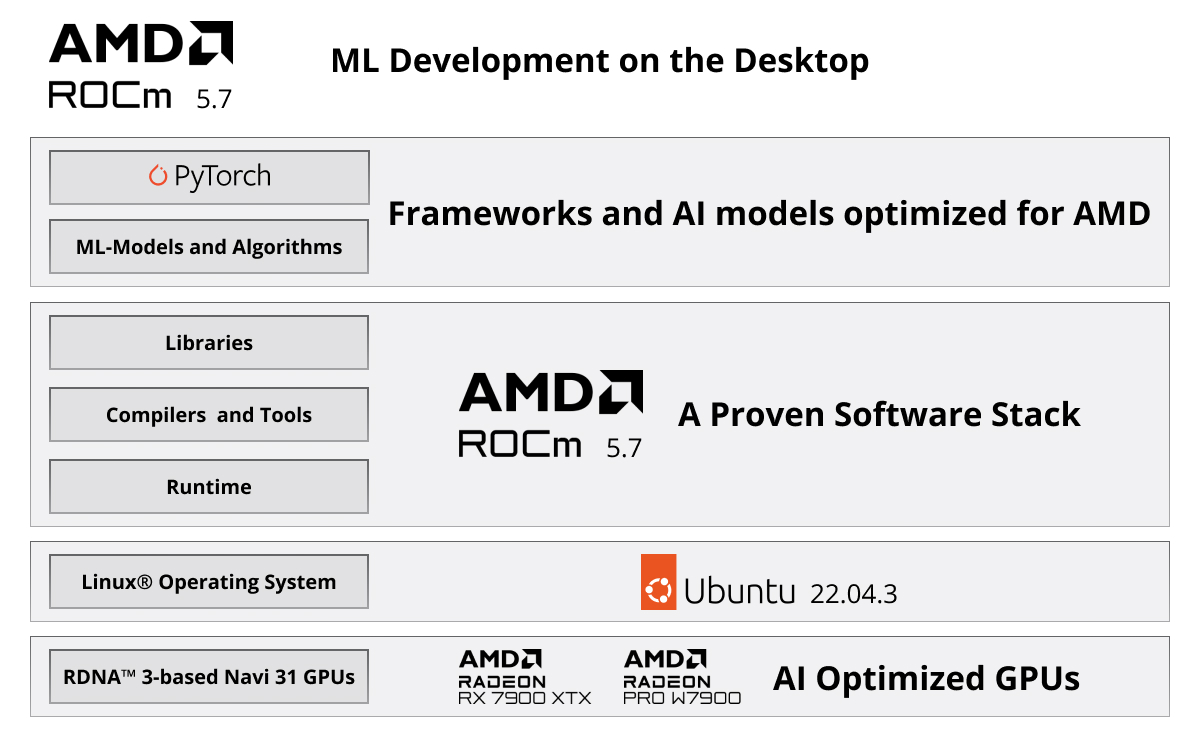 AMD
ROCm 5.7
ML Development on the Desktop
PyTorch
ML-Models and Algorithms
Frameworks and AI models optimized for AMD
Libraries
Compilers and Tools
Runtime
AMD
ROCm 5.7
A Proven Software Stack
Linux® Operating System
Ubuntu 22.04.3
RDNA™ 3-based Navi 31 GPUs
AMD
RADEON
RX 7900 XTX
AMD
RADEON
PRO W7900
AI Optimized GPUs